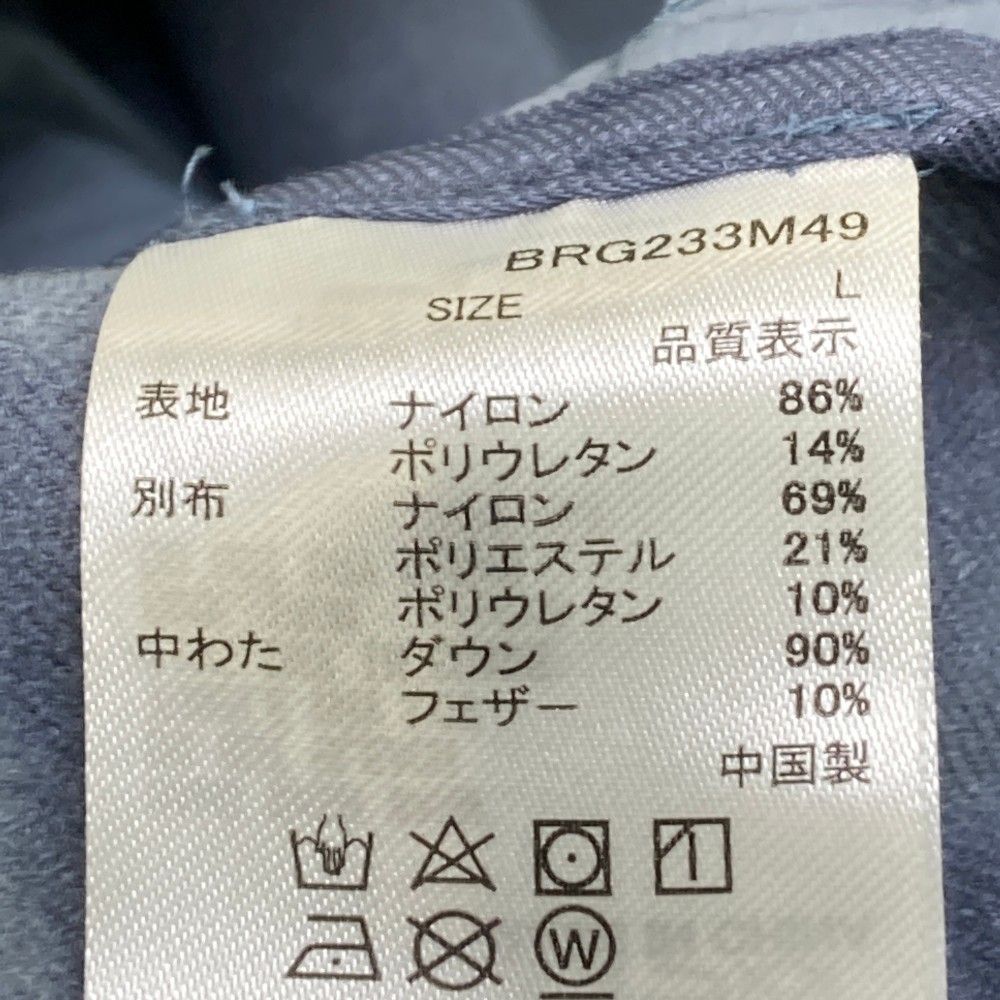 BRG233M49
SIZE L
品質表示
表地 ナイロン 86%
ポリウレタン 14%
別布 ナイロン 69%
ポリエステル 21%
ポリウレタン 10%
中わた ダウン 90%
フェザー 10%
中国製
W